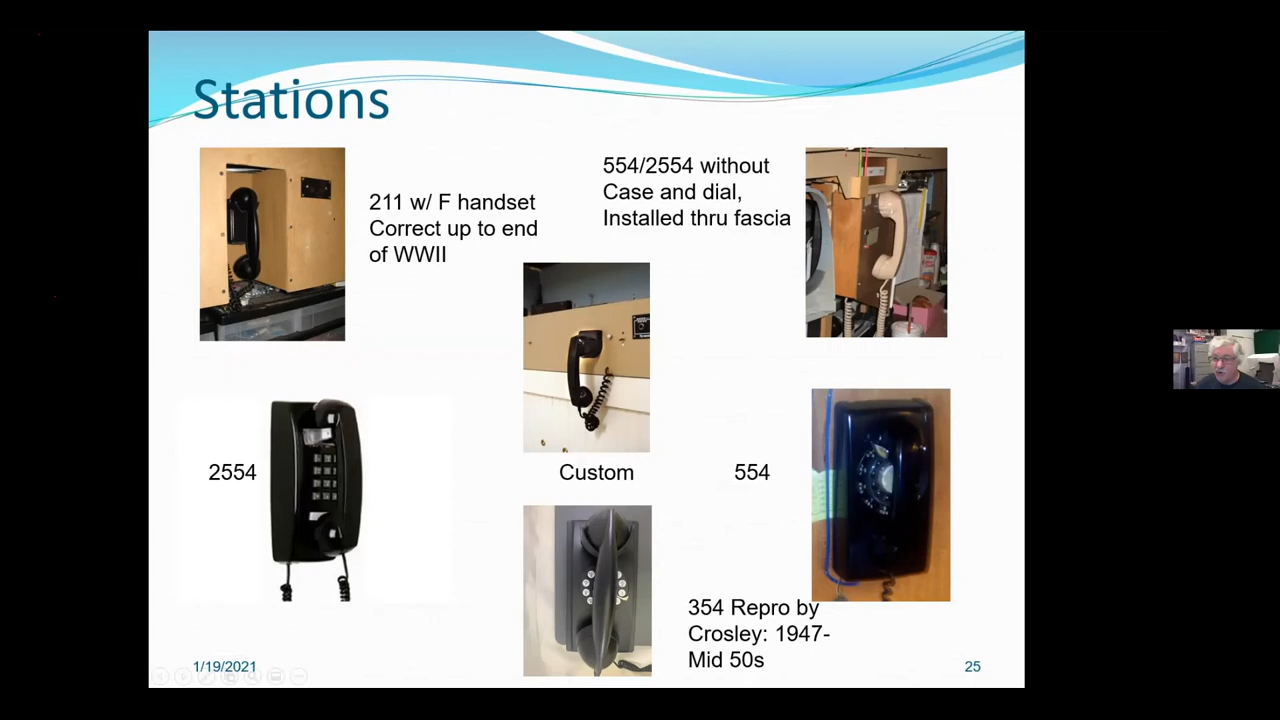 Stations
211 w/ F handset
Correct up to end
of WWII
554/2554 without
Case and dial,
Installed thru fascia
2554
Custom
554
354 Repro by
Crosley: 1947-
Mid 50s
1/19/2021
25